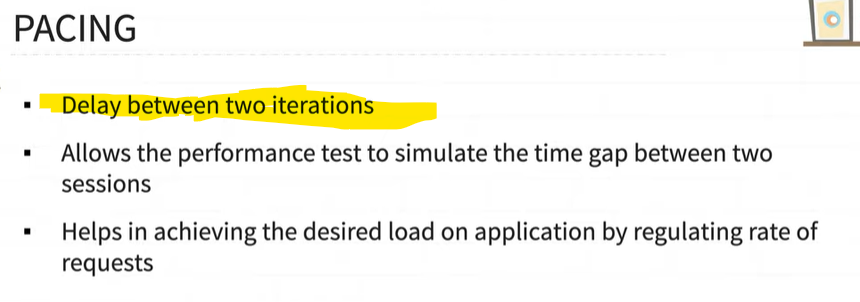 PACING
▪ Delay between two iterations
▪ Allows the performance test to simulate the time gap between two
sessions
▪ Helps in achieving the desired load on application by regulating rate of
requests